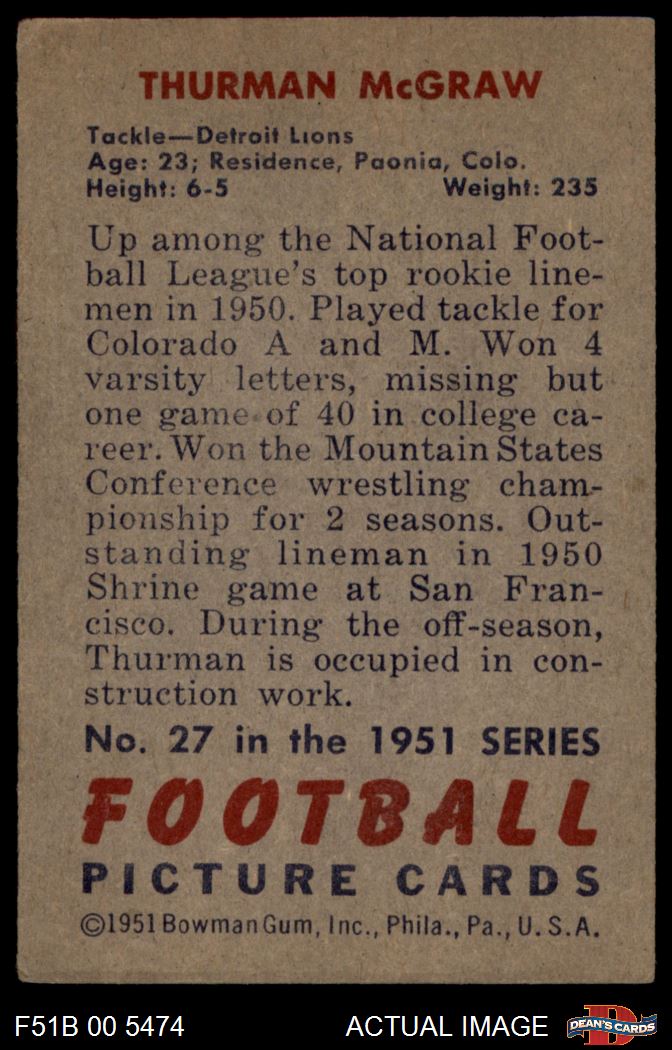 THURMAN McGRAW
Tackle—Detroit Lions
Age: 23; Residence, Paonia, Colo.
Height: 6-5 Weight: 235
Up among the National Foot-
ball League's top rookie line-
men in 1950. Played tackle for
Colorado A and M. Won 4
varsity letters, missing but
one game of 40 in college ca-
reer. Won the Mountain States
Conference wrestling cham-
pionship for 2 seasons. Out-
standing lineman in 1950
Shrine game at San Fran-
cisco. During the off-season,
Thurman is occupied in con-
struction work.
No. 27 in the 1951 SERIES
FOOTBALL
PICTURE CARDS
©1951 Bowman Gum, Inc., Phila., Pa., U.S.A.
F51B 00 5474 ACTUAL IMAGE
D
DEAN'S CARDS